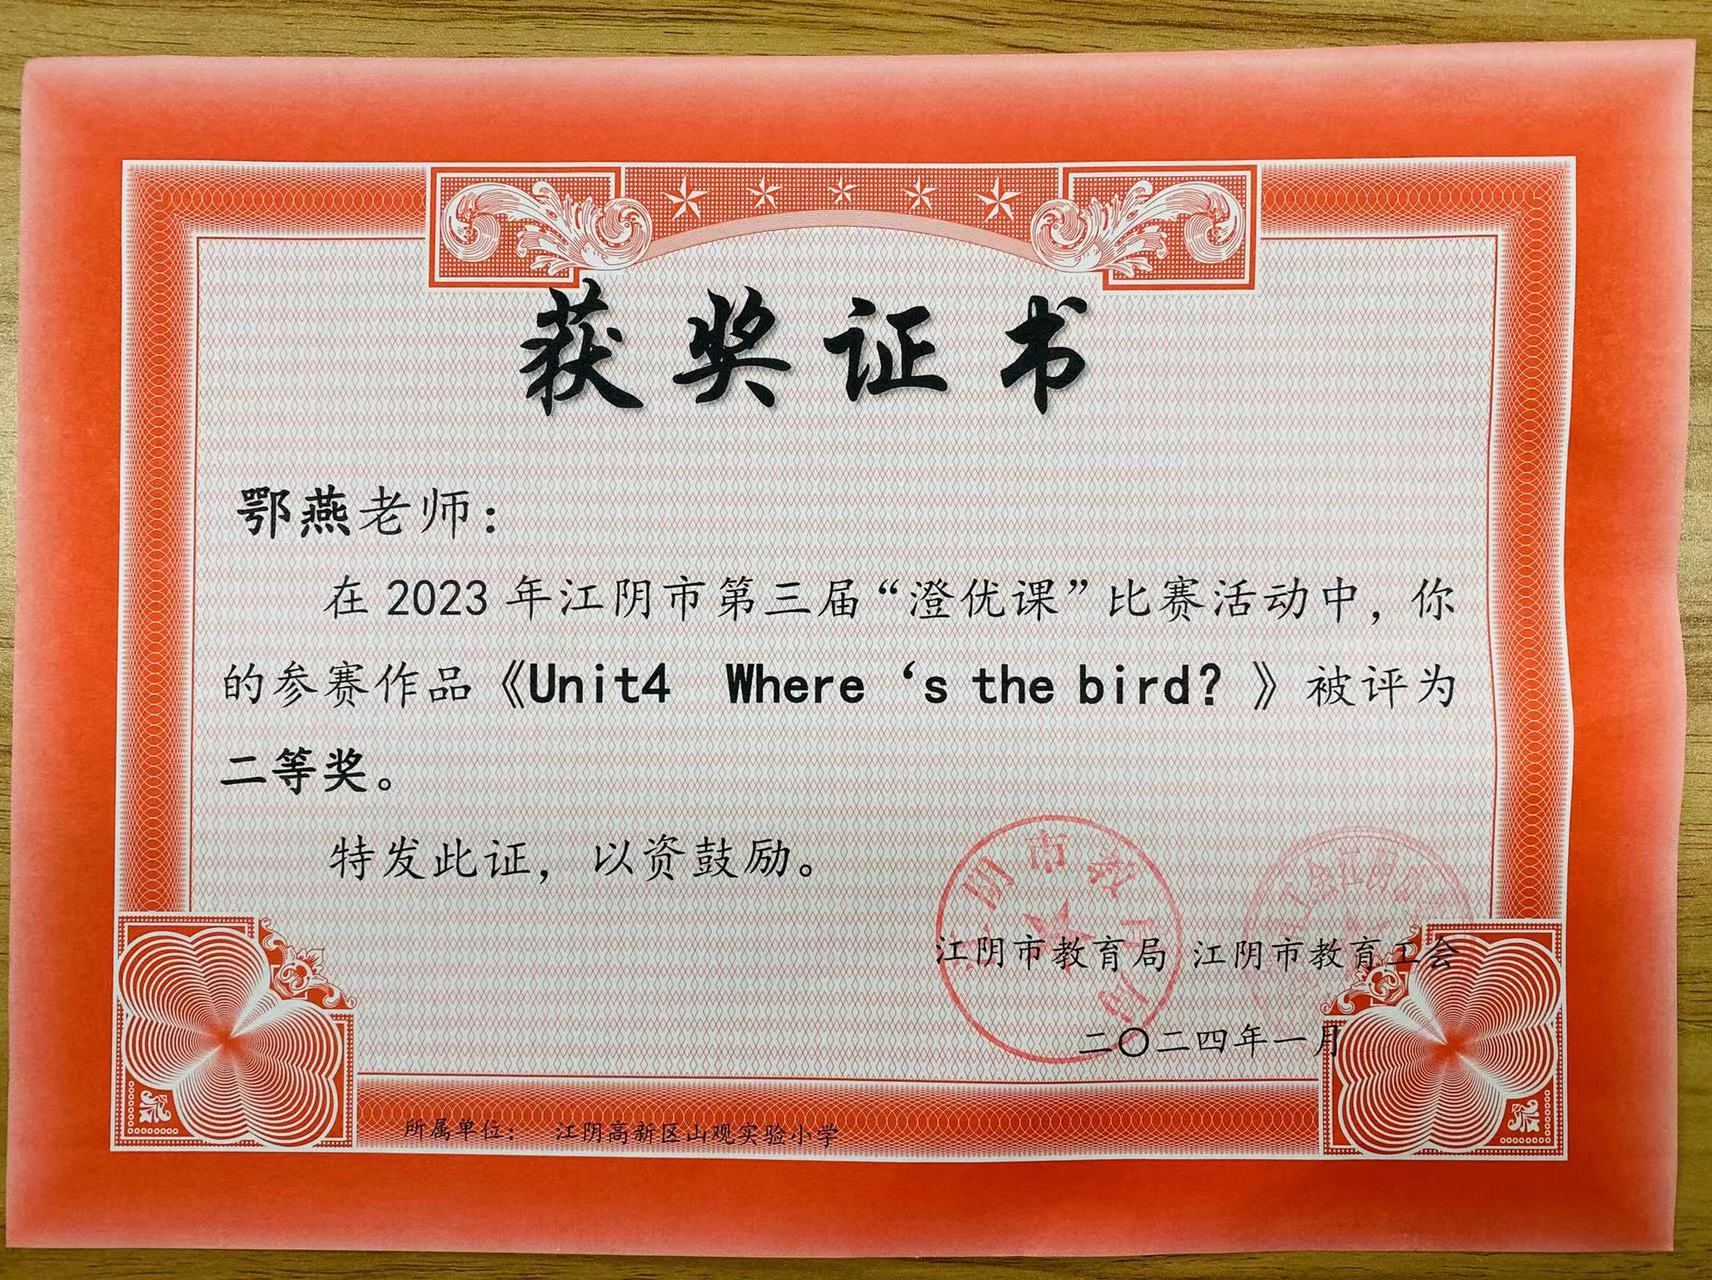 获奖证书
鄂燕老师：
在2023年江阴市第三届“澄优课”比赛活动中，你
的参赛作品《Unit4 Where ‘s the bird？》被评为
二等奖。
特发此证，以资鼓励。
江阴市教育局 江阴市教育工会
二〇二四年一月
所属单位： 江阴高新区山观实验小学